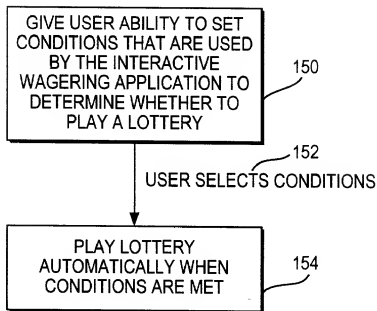 GIVE USER ABILITY TO SET
CONDITIONS THAT ARE USED
BY THE INTERACTIVE
WAGERING APPLICATION TO
DETERMINE WHETHER TO
PLAY A LOTTERY
150
152
USER SELECTS CONDITIONS
PLAY LOTTERY
AUTOMATICALLY WHEN
CONDITIONS ARE MET
154